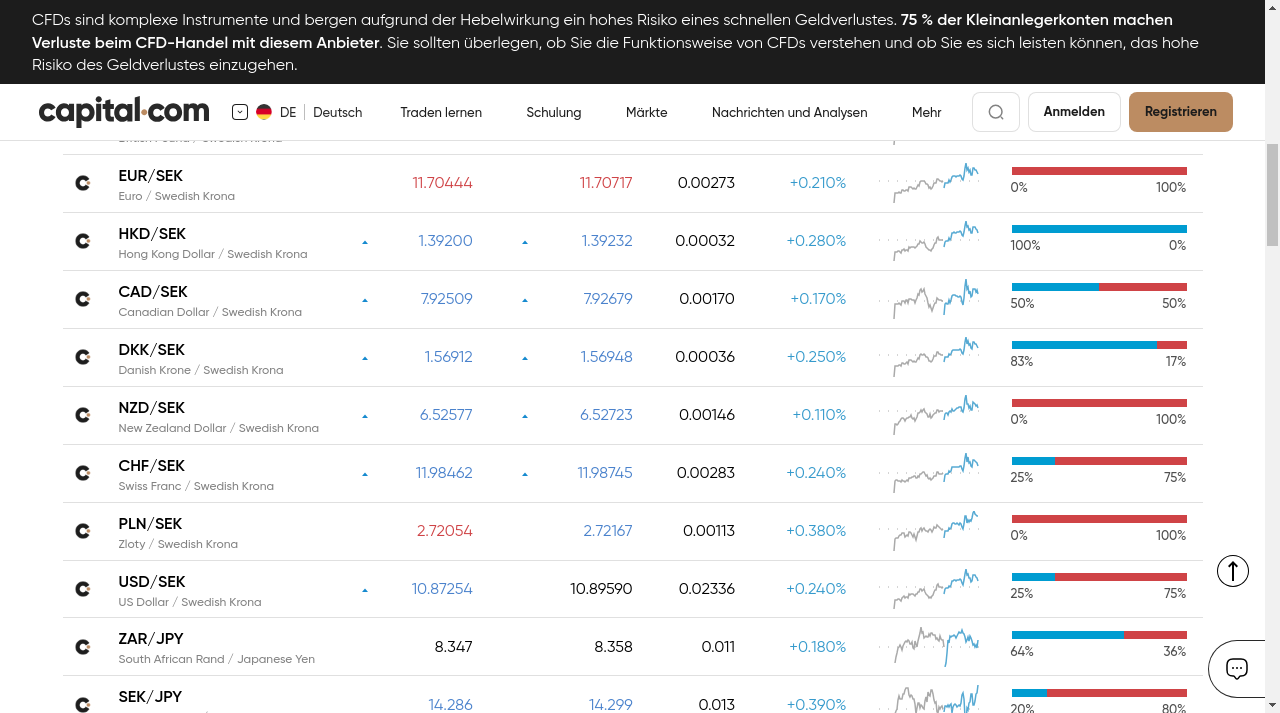 CFDs sind komplexe Instrumente und bergen aufgrund der Hebelwirkung ein hohes Risiko eines schnellen Geldverlustes. 75 % der Kleinanlegerkonten machen
Verluste beim CFD-Handel mit diesem Anbieter. Sie sollten überlegen, ob Sie die Funktionsweise von CFDs verstehen und ob Sie es sich leisten können, das hohe
Risiko des Geldverlustes einzugehen.
capital.com DE Deutsch Traden lernen Schulung Märkte Nachrichten und Analysen Mehr Anmelden Registrieren
British Pound / Swedish Krona
EUR/SEK 11.70444 11.70717 0.00273 +0.210%
Euro / Swedish Krona 0% 100%
HKD/SEK 1.39200 1.39232 0.00032 +0.280%
Hong Kong Dollar / Swedish Krona 100% 0%
CAD/SEK 7.92509 7.92679 0.00170 +0.170%
Canadian Dollar / Swedish Krona 50% 50%
DKK/SEK 1.56912 1.56948 0.00036 +0.250%
Danish Krone / Swedish Krona 83% 17%
NZD/SEK 6.52577 6.52723 0.00146 +0.110%
New Zealand Dollar / Swedish Krona 0% 100%
CHF/SEK 11.98462 11.98745 0.00283 +0.240%
Swiss Franc / Swedish Krona 25% 75%
PLN/SEK 2.72054 2.72167 0.00113 +0.380%
Zloty / Swedish Krona 0% 100%
USD/SEK 10.87254 10.89590 0.02336 +0.240%
US Dollar / Swedish Krona 25% 75%
ZAR/JPY 8.347 8.358 0.011 +0.180%
South African Rand / Japanese Yen 64% 36%
SEK/JPY 14.286 14.299 0.013 +0.390%
20% 80%